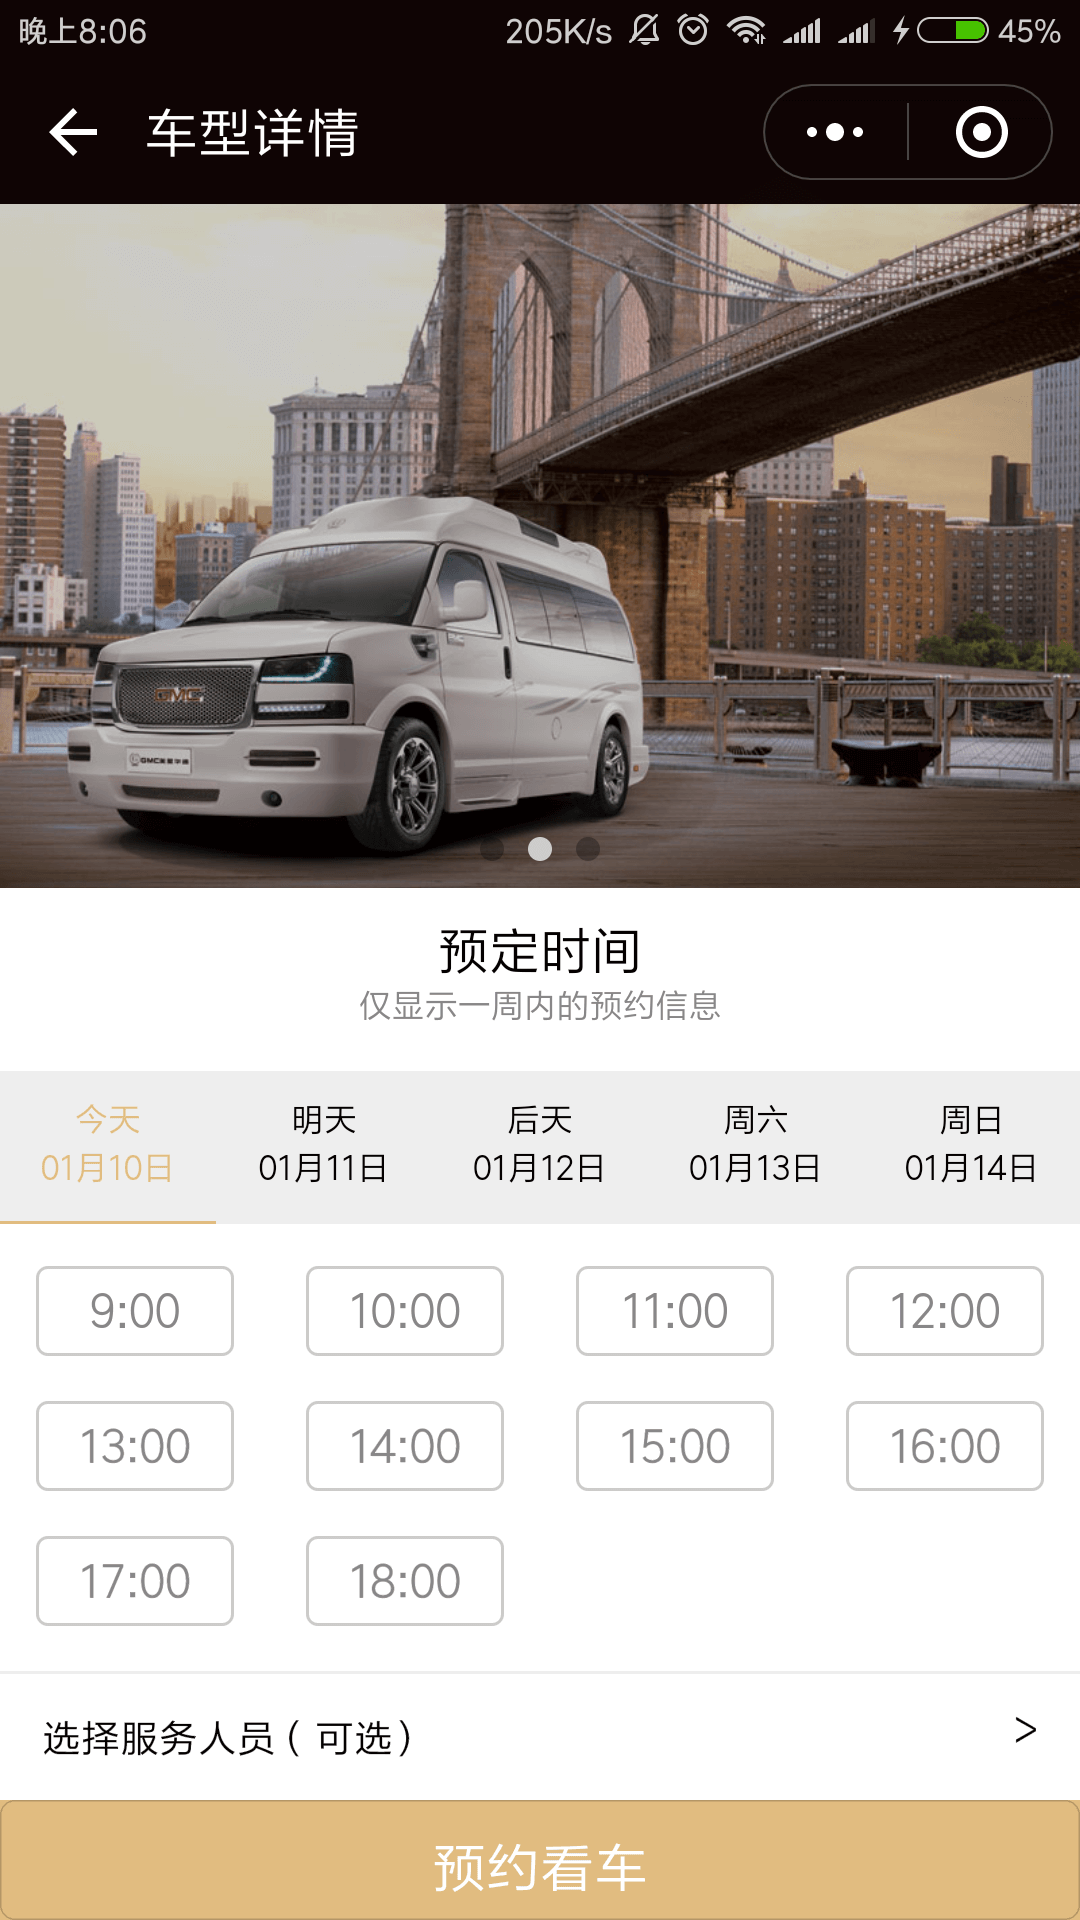 晚上8:06
205K/s
45%
车型详情
GMC
预定时间
仅显示一周内的预约信息
今天 明天 后天 周六 周日
01月10日 01月11日 01月12日 01月13日 01月14日
9:00 10:00 11:00 12:00
13:00 14:00 15:00 16:00
17:00 18:00
选择服务人员（可选） >
预约看车